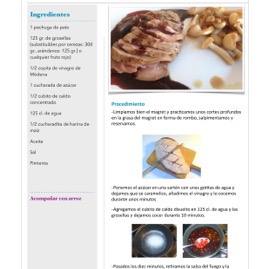 Ingredientes
1 pechuga de pato
125 gr. de grosellas
(substituibles por cerezas: 300
gr., arándanos: 125 gr.) o
cualquier fruto rojo)
1/2 copita de vinagre de
Módena
1 cucharada de azúcar
1/2 cubito de caldo
concentrado
125 cl. de agua
1/2 cucharadita de harina de
maíz
Aceite
Sal
Pimienta
Acompañar con arroz
Procedimiento
-Limpiamos bien el magret y practicamos unos cortes profundos
en la grasa del magret en forma de rombo, salpimentamos y
reservamos.
-Ponemos el azúcar en una sartén con unas gotitas de agua y
dejamos que se caramelice, añadimos el vinagre y lo cocemos
durante unos minutos
-Agregamos el cubito de caldo disuelto en 125 cl. de agua y las
grosellas y dejamos cocer durante 10 minutos.
-Pasados los diez minutos, retiramos la salsa del fuego y la